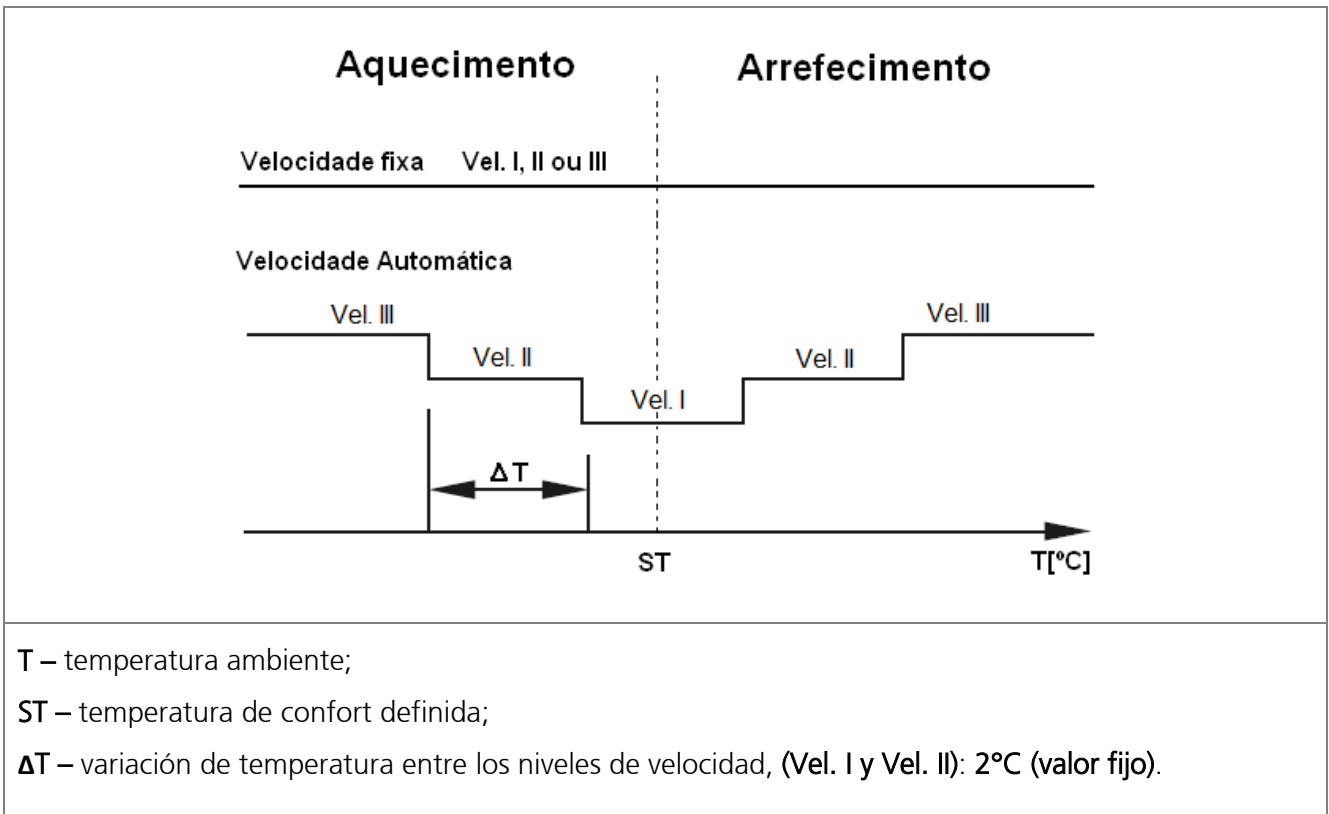 Aquecimento
Arrefecimento
Velocidade fixa Vel. I, II ou III
Velocidade Automática
Vel. III
Vel. III
Vel. II
Vel. II
Vel. I
ΔT
ST
T[ºC]
T – temperatura ambiente;
ST – temperatura de confort definida;
ΔT – variación de temperatura entre los niveles de velocidad, (Vel. I y Vel. II): 2°C (valor fijo).